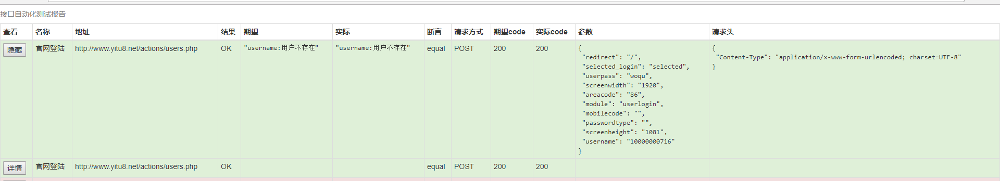 接口自动化测试报告
查看 名称 地址 结果 期望 实际 断言 请求方式 期望code 实际code 参数 请求头
隐藏 官网登陆 http://www.yitu8.net/actions/users.php OK "username:用户不存在" "username:用户不存在" equal POST 200 200 { {
"redirect": "/", "Content-Type": "application/x-www-form-urlencoded; charset=UTF-8"
"selected_login": "selected", }
"userpass": "woqu",
"screenwidth": "1920",
"areacode": "86",
"module": "userlogin",
"mobilecode": "",
"passwordtype": "",
"screenheight": "1081",
"username": "10000000716"
}
详情 官网登陆 http://www.yitu8.net/actions/users.php OK equal POST 200 200